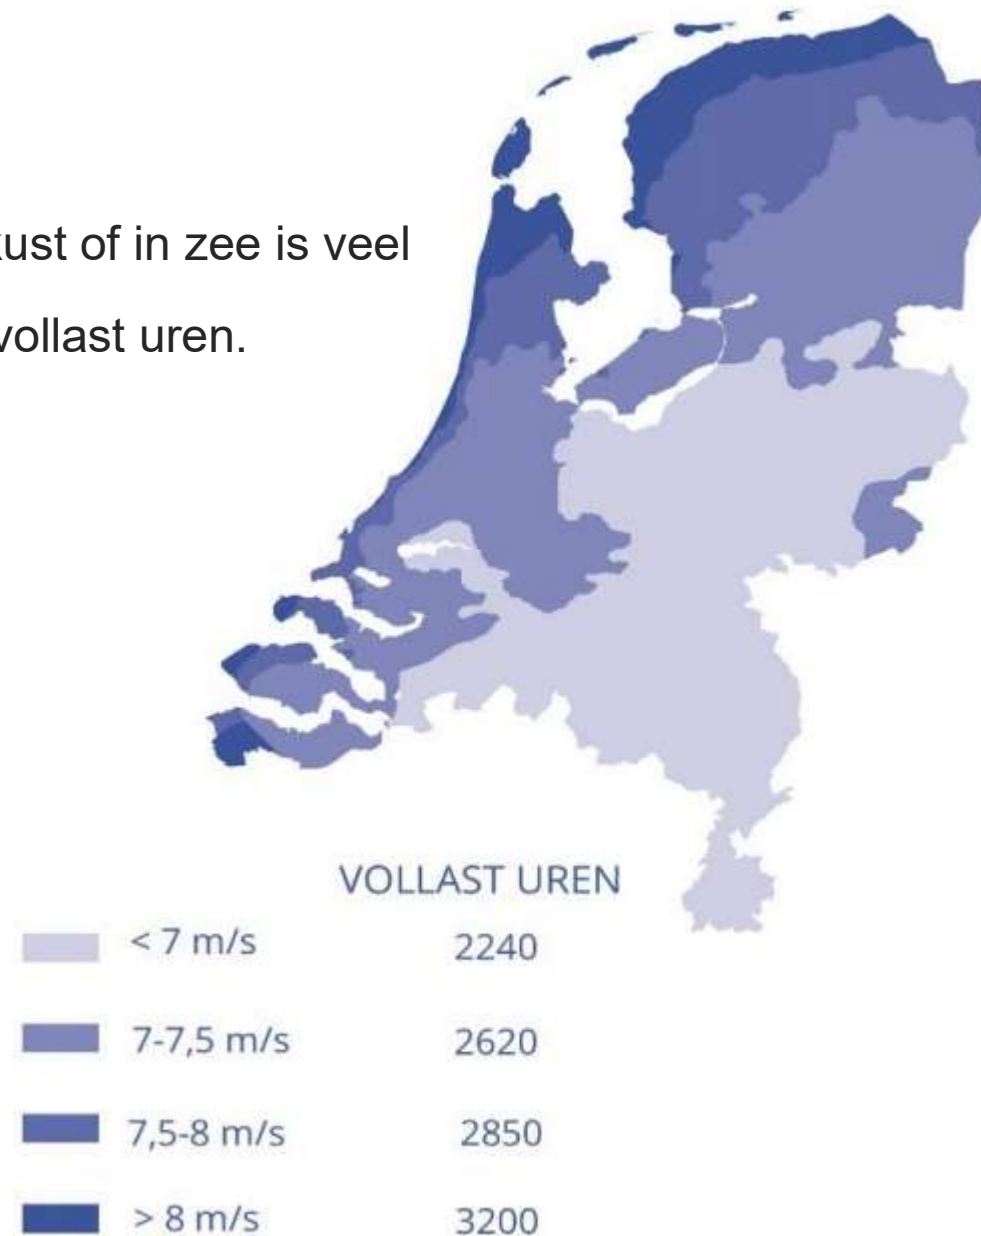 kust of in zee is veel
vollast uren.
VOLLAST UREN
< 7 m/s 2240
7-7,5 m/s 2620
7,5-8 m/s 2850
> 8 m/s 3200